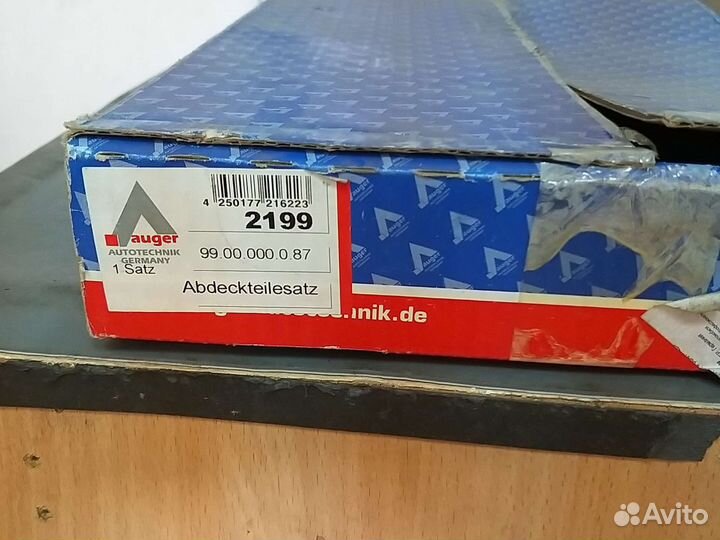 4 250177 216223
2199
auger
AUTOTECHNIK
GERMANY
1 Satz
99.00.000.0.87
Abdeckteilesatz
nik.de
Avito